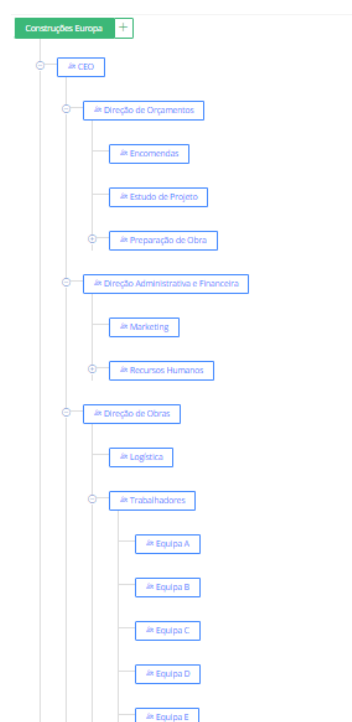 Construções Europa +
CEO
Direção de Orçamentos
Encomendas
Estudo de Projeto
Preparação de Obra
Direção Administrativa e Financeira
Marketing
Recursos Humanos
Direção de Obras
Logística
Trabalhadores
Equipa A
Equipa B
Equipa C
Equipa D
Equipa E